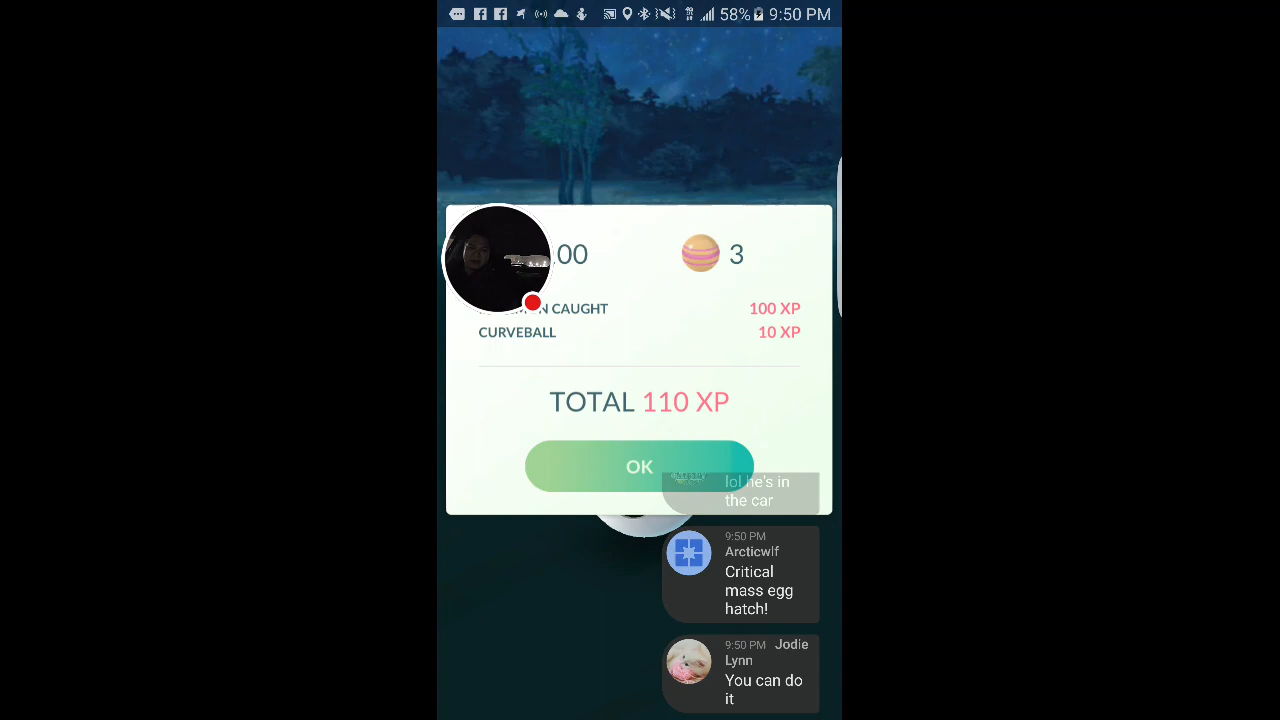 58% 9:50 PM
00 3
CAUGHT 100 XP
CURVEBALL 10 XP
TOTAL 110 XP
OK
lol he's in
the car
9:50 PM
Arcticwlf
Critical
mass egg
hatch!
9:50 PM Jodie
Lynn
You can do
it